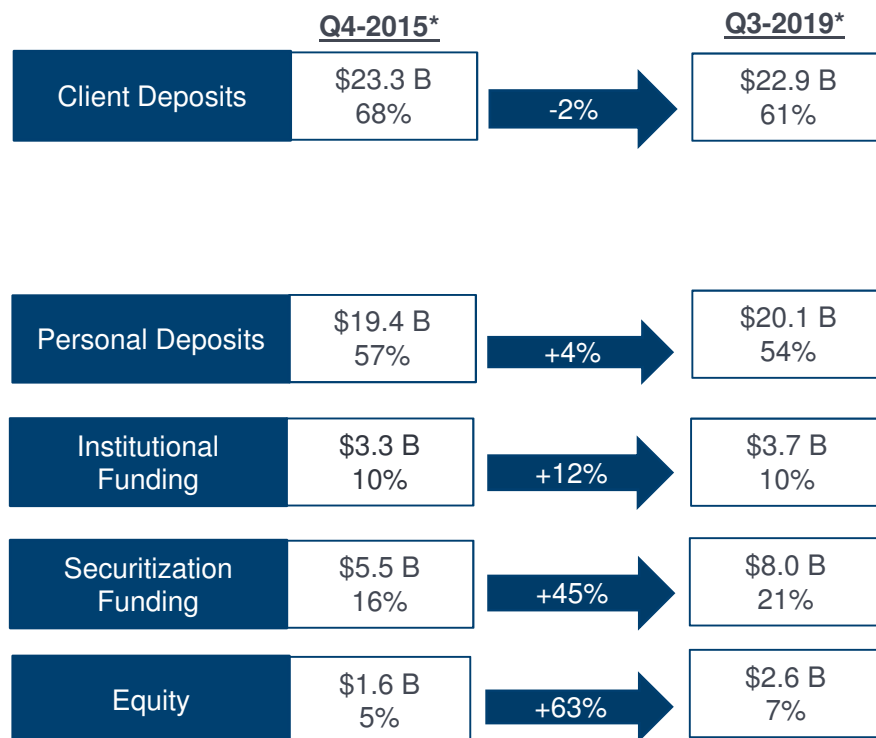 Q4-2015* Q3-2019*
Client Deposits
$23.3 B
68%
-2%
$22.9 B
61%
Personal Deposits
$19.4 B
57%
+4%
$20.1 B
54%
Institutional
Funding
$3.3 B
10%
+12%
$3.7 B
10%
Securitization
Funding
$5.5 B
16%
+45%
$8.0 B
21%
Equity
$1.6 B
5%
+63%
$2.6 B
7%